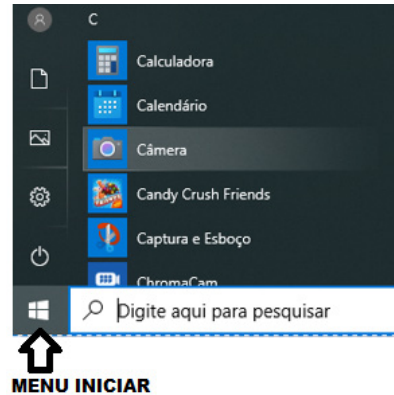 C
Calculadora
Calendário
Câmera
Candy Crush Friends
Captura e Esboço
ChromaCam
Digite aqui para pesquisar
MENU INICIAR